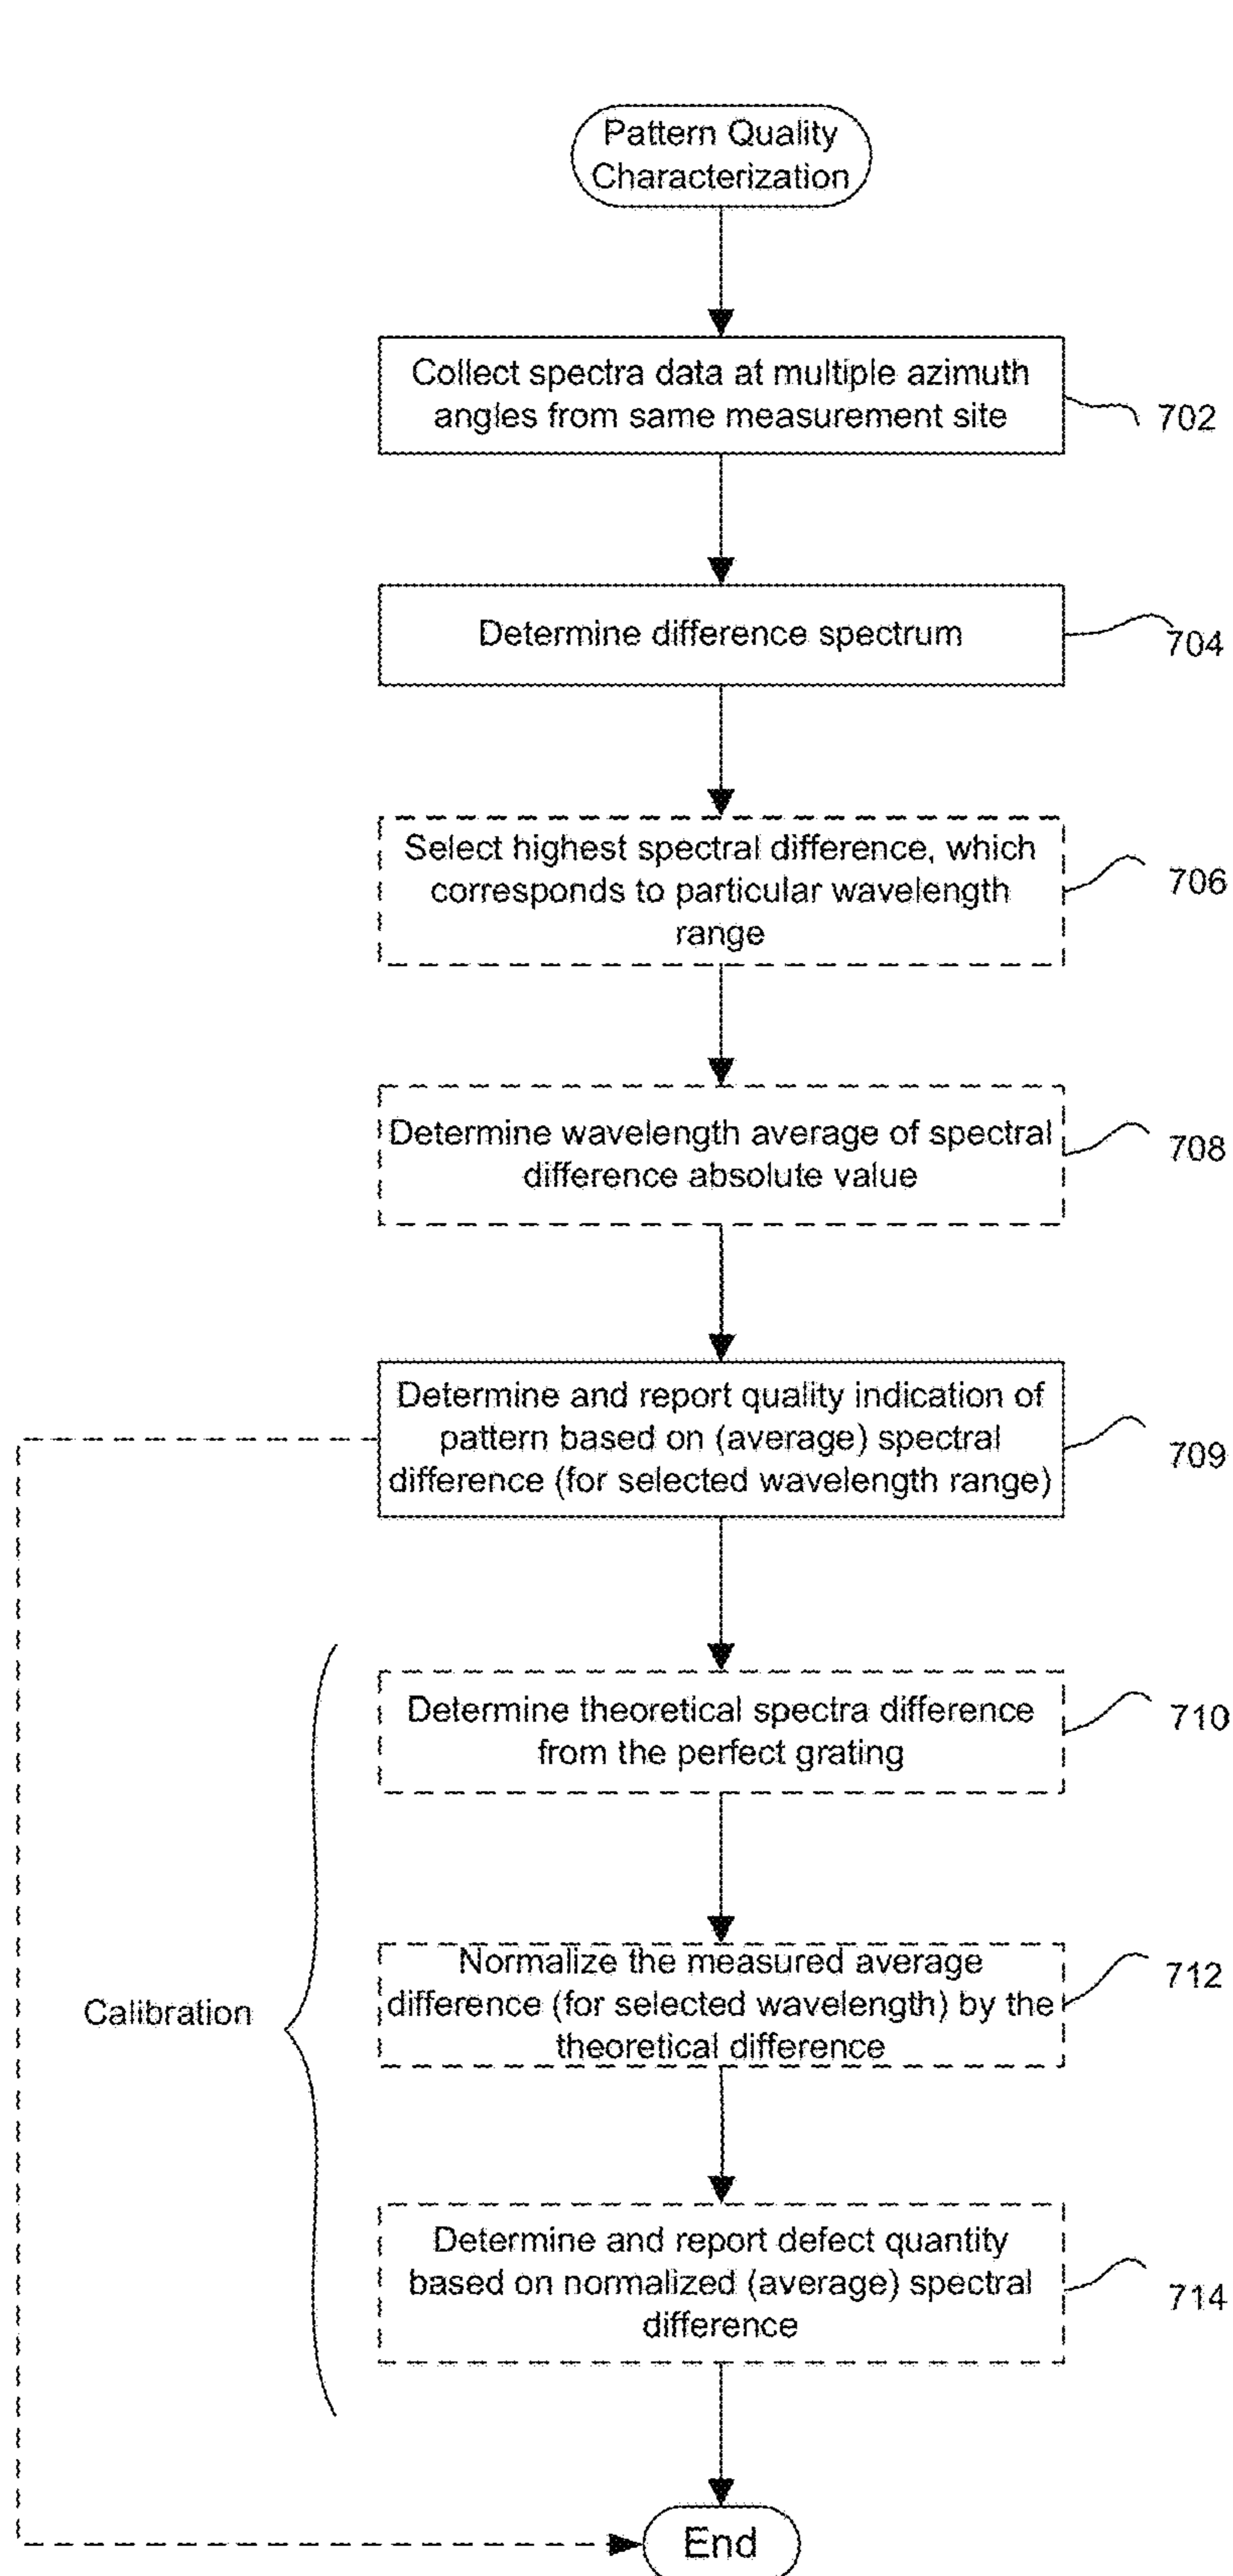 Pattern Quality
Characterization
Collect spectra data at multiple azimuth
angles from same measurement site
702
Determine difference spectrum
704
Select highest spectral difference, which
corresponds to particular wavelength
range
706
Determine wavelength average of spectral
difference absolute value
708
Determine and report quality indication of
pattern based on (average) spectral
difference (for selected wavelength range)
709
Determine theoretical spectra difference
from the perfect grating
710
Normalize the measured average
difference (for selected wavelength) by the
theoretical difference
712
Calibration
Determine and report defect quantity
based on normalized (average) spectral
difference
714
End